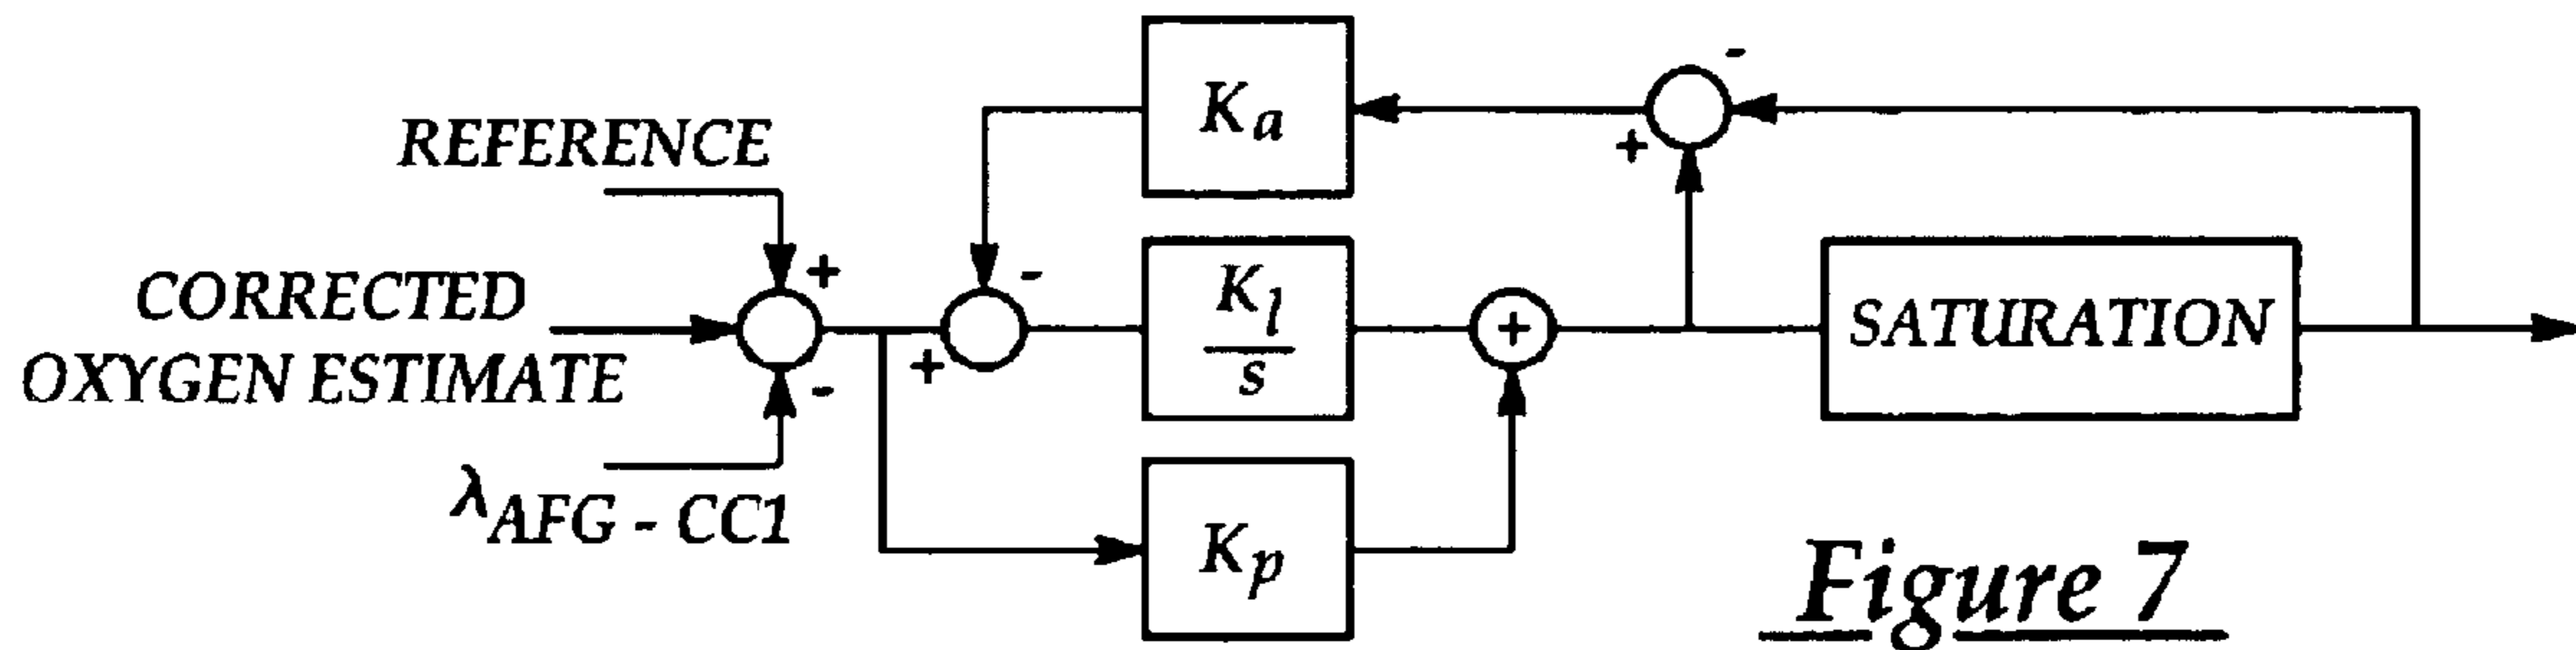 REFERENCE
CORRECTED
OXYGEN ESTIMATE
λAFG - CC1
+
-
+
-
Ka
Kl
s
Kp
+
-
+
SATURATION
Figure 7